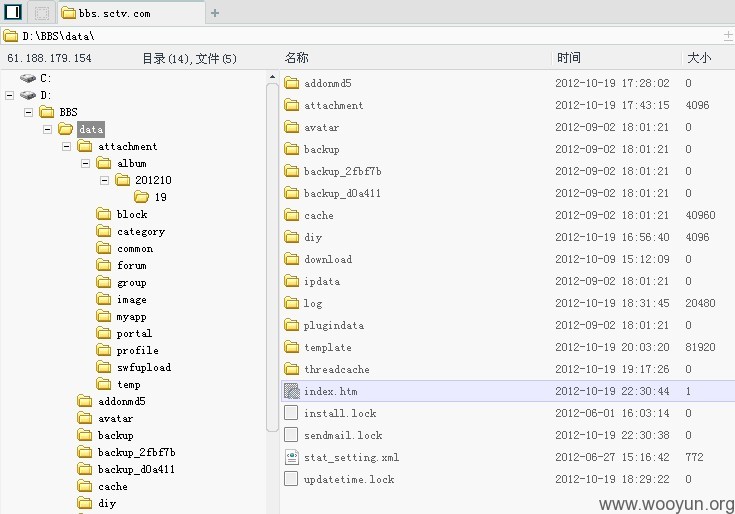 bbs.sctv.com
D:\BBS\data\
61.188.179.154 目录(14),文件(5)
名称 时间 大小
C:
D:
BBS
data
attachment
album
201210
19
block
category
common
forum
group
image
myapp
portal
profile
swfupload
temp
addonmd5
avatar
backup
backup_2fbf7b
backup_d0a411
cache
diy
addonmd5 2012-10-19 17:28:02 0
attachment 2012-10-19 17:43:15 4096
avatar 2012-09-02 18:01:21 0
backup 2012-09-02 18:01:21 0
backup_2fbf7b 2012-09-02 18:01:21 0
backup_d0a411 2012-09-02 18:01:21 0
cache 2012-09-02 18:01:21 40960
diy 2012-10-19 16:56:40 4096
download 2012-10-09 15:12:09 0
ipdata 2012-09-02 18:01:21 0
log 2012-10-19 18:31:45 20480
plugindata 2012-09-02 18:01:21 0
template 2012-10-19 20:03:20 81920
threadcache 2012-10-19 19:17:26 0
index.htm 2012-10-19 22:30:44 1
install.lock 2012-06-01 16:03:14 0
sendmail.lock 2012-10-19 22:30:38 0
stat_setting.xml 2012-06-27 15:16:42 772
updatetime.lock 2012-10-19 18:29:22 0
www.wooyun.org